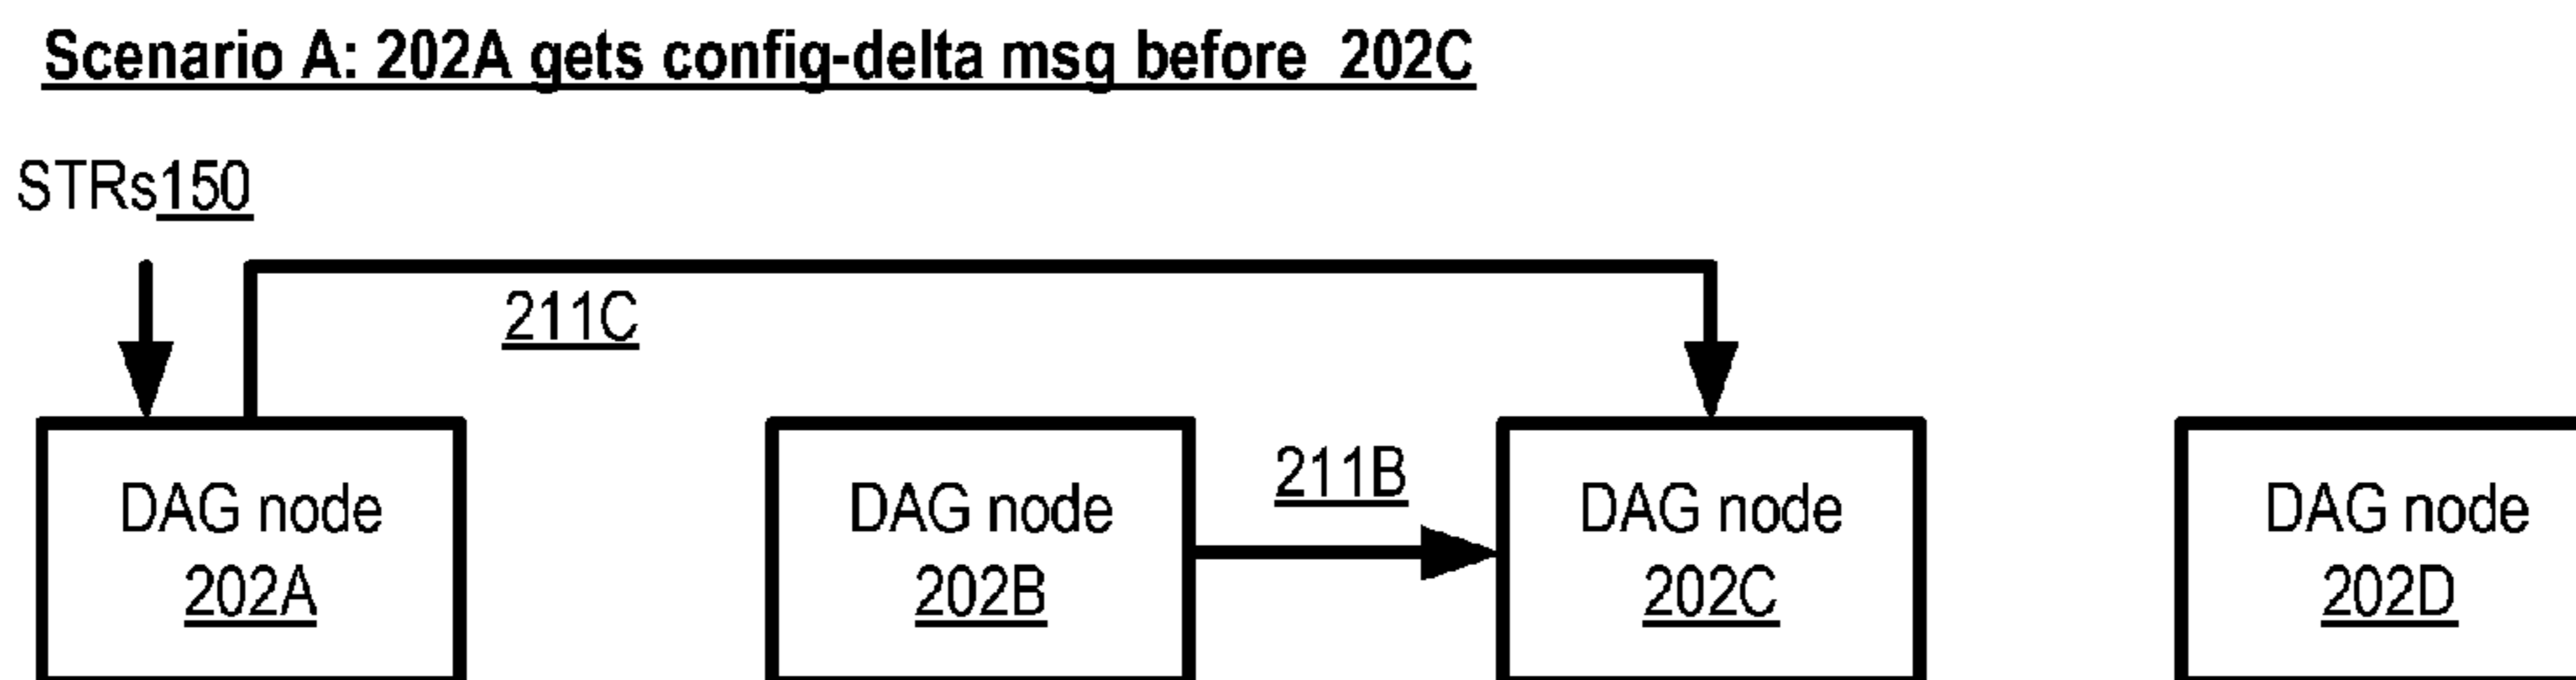 Scenario A: 202A gets config-delta msg before 202C
STRs150
211C
211B
DAG node
202A
DAG node
202B
DAG node
202C
DAG node
202D